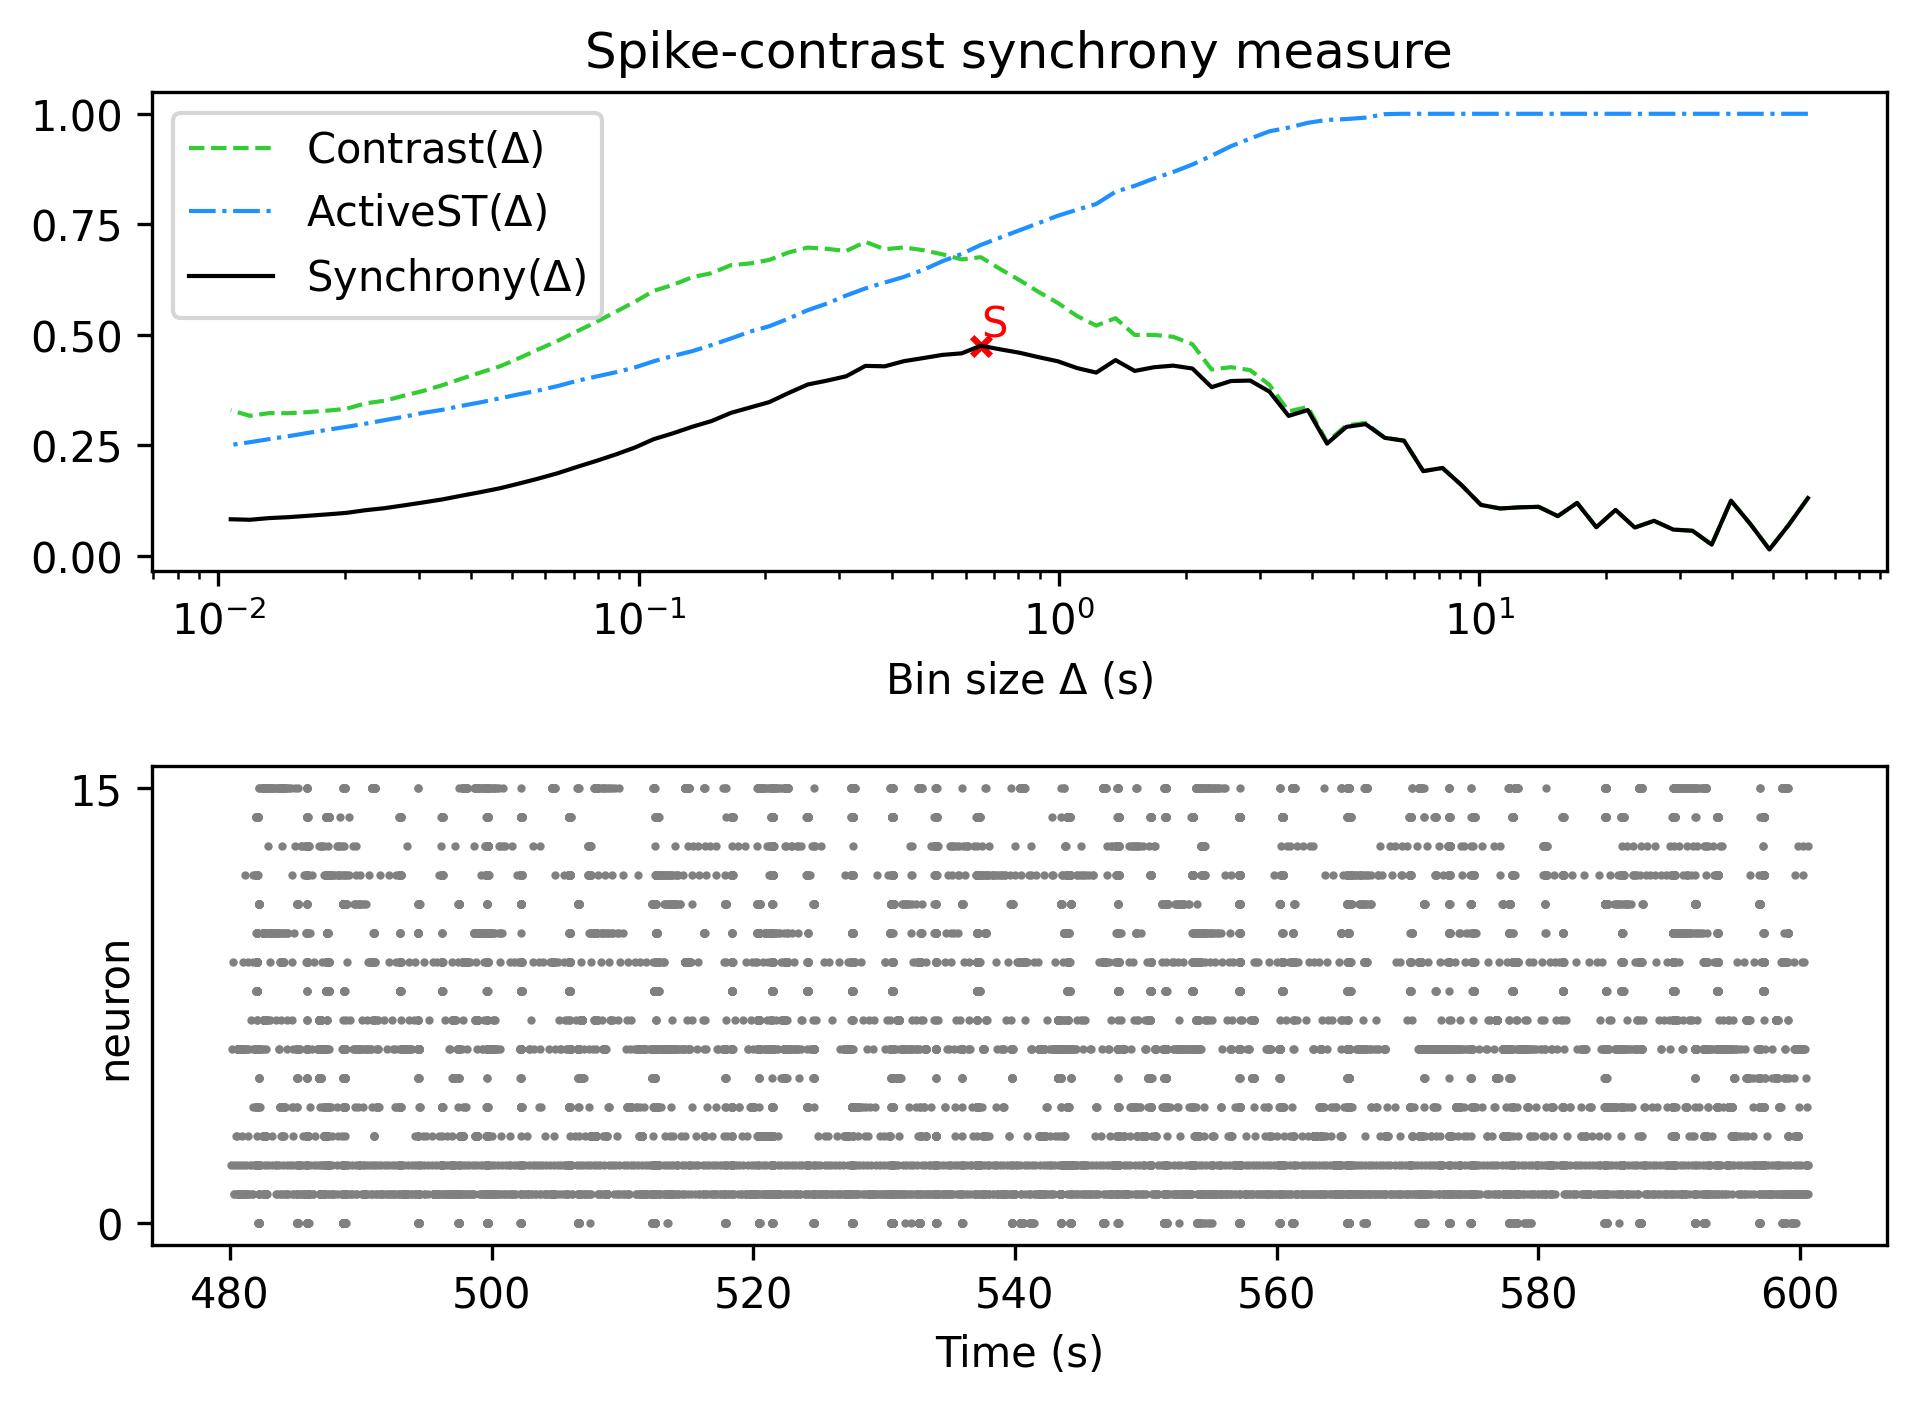 Spike-contrast synchrony measure
1.00
0.75
0.50
0.25
0.00
Contrast(Δ)
ActiveST(Δ)
Synchrony(Δ)
S
10⁻² 10⁻¹ 10⁰ 10¹
Bin size Δ (s)
15
0
neuron
480 500 520 540 560 580 600
Time (s)